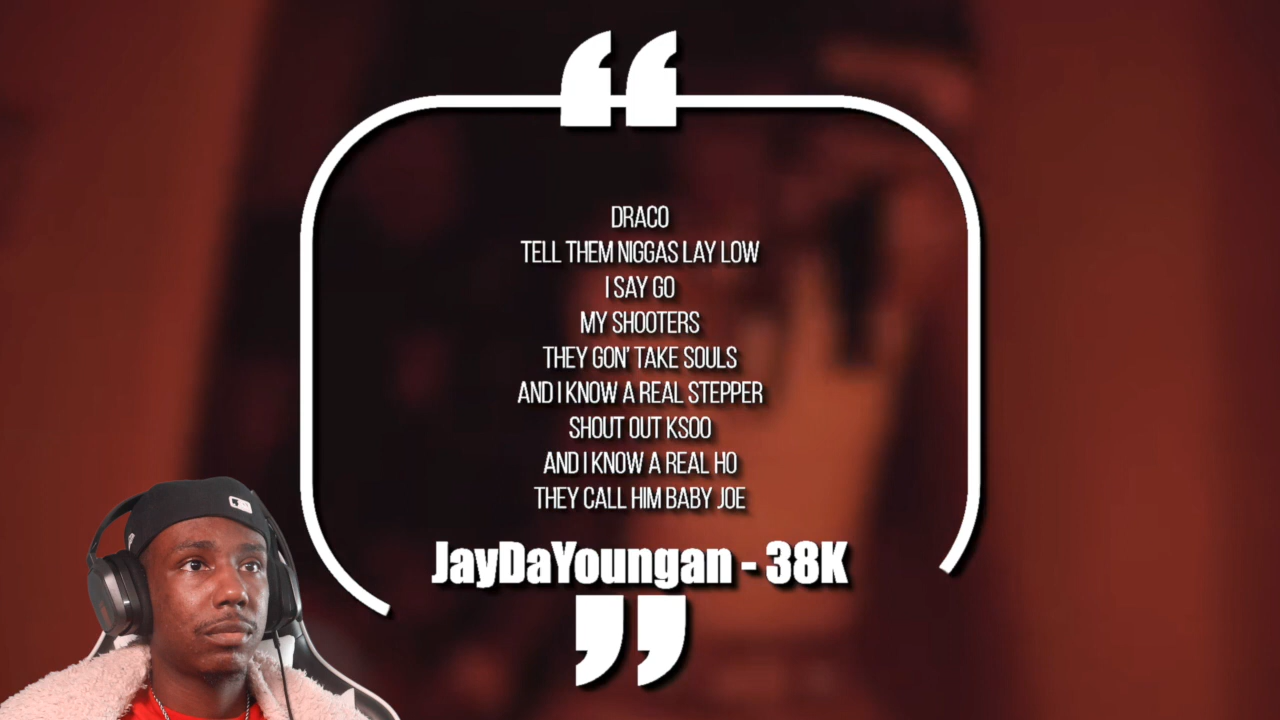 DRACO
TELL THEM NIGGAS LAY LOW
I SAY GO
MY SHOOTERS
THEY GON' TAKE SOULS
AND I KNOW A REAL STEPPER
SHOUT OUT KSOO
AND I KNOW A REAL HO
THEY CALL HIM BABY JOE
JayDaYoungan - 38K